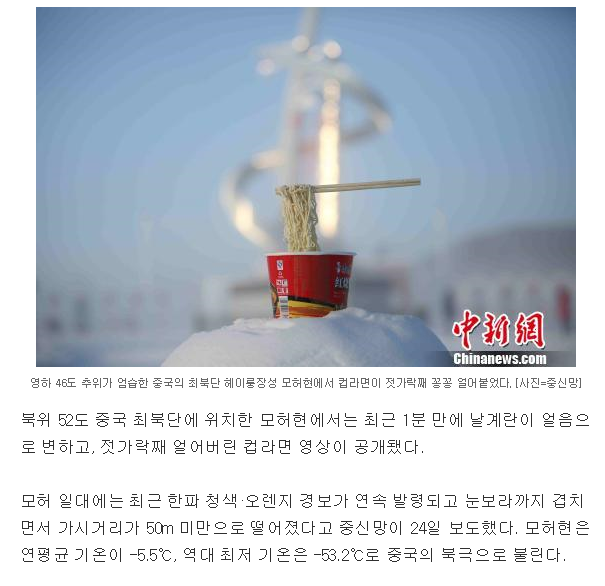 中新網
Chinanews.com
영하 46도 추위가 엄습한 중국의 최북단 헤이룽장성 모허현에서 컵라면이 젓가락째 꽁꽁 얼어붙었다. [사진=중신망]
북위 52도 중국 최북단에 위치한 모허현에서는 최근 1분 만에 날계란이 얼음으
로 변하고, 젓가락째 얼어버린 컵라면 영상이 공개됐다.
모허 일대에는 최근 한파 청색·오렌지 경보가 연속 발령되고 눈보라까지 겹치
면서 가시거리가 50m 미만으로 떨어졌다고 중신망이 24일 보도했다. 모허현은
연평균 기온이 -5.5℃, 역대 최저 기온은 -53.2℃로 중국의 북극으로 불린다.